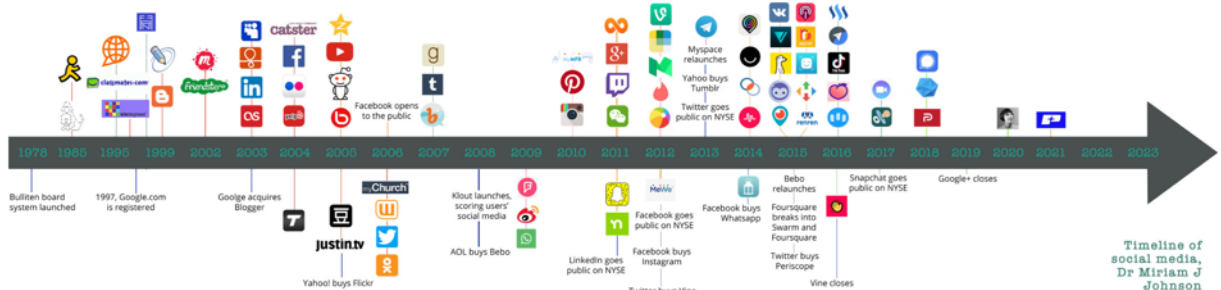 catster
classmates.com
Friendster
Facebook opens
to the public
Myspace
relaunches
Yahoo buys
Tumblr
Twitter goes
public on NYSE
TikTok
renren
1978 1985 1995 1999 2002 2003 2004 2005 2006 2007 2008 2009 2010 2011 2012 2013 2014 2015 2016 2017 2018 2019 2020 2021 2022 2023
Bulliten board
system launched
1997, Google.com
is registered
Goolge acquires
Blogger
豆
justin.tv
Yahoo! buys Flickr
myChurch
Klout launches,
scoring users'
social media
AOL buys Bebo
LinkedIn goes
public on NYSE
MeWe
Facebook goes
public on NYSE
Facebook buys
Instagram
Twitter buys Vine
Facebook buys
Whatsapp
Bebo
relaunches
Foursquare
breaks into
Swarm and
Foursquare
Twitter buys
Periscope
Vine closes
Snapchat goes
public on NYSE
Google+ closes
Timeline of
social media,
Dr Miriam J
Johnson